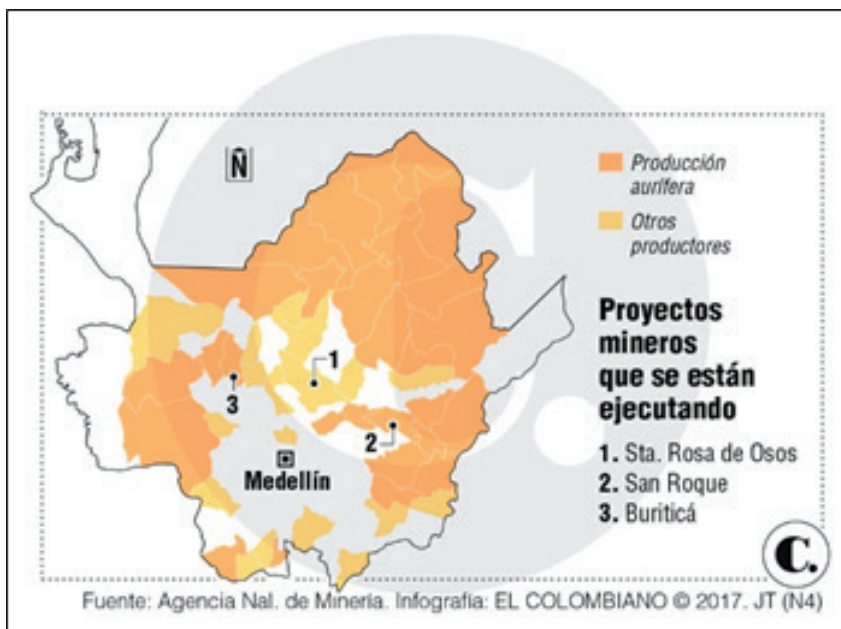 N
Producción
aurífera
Otros
productores
Proyectos
mineros
que se están
ejecutando
1. Sta. Rosa de Osos
2. San Roque
3. Buriticá
1
3
2
Medellín
C.
Fuente: Agencia Nal. de Minería. Infografía: EL COLOMBIANO © 2017. JT (N4)